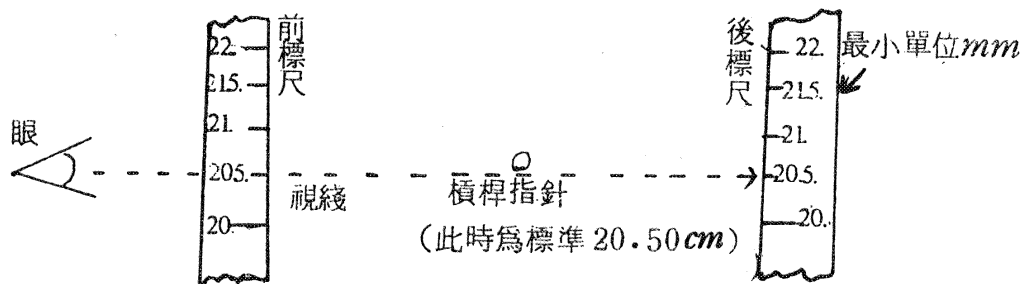 眼
22.
21.5.
21.
20.5.
20.
前標尺
視綫
槓桿指針
(此時爲標準 20.50cm)
後標尺
22.
21.5.
21.
20.5.
20.
最小單位mm